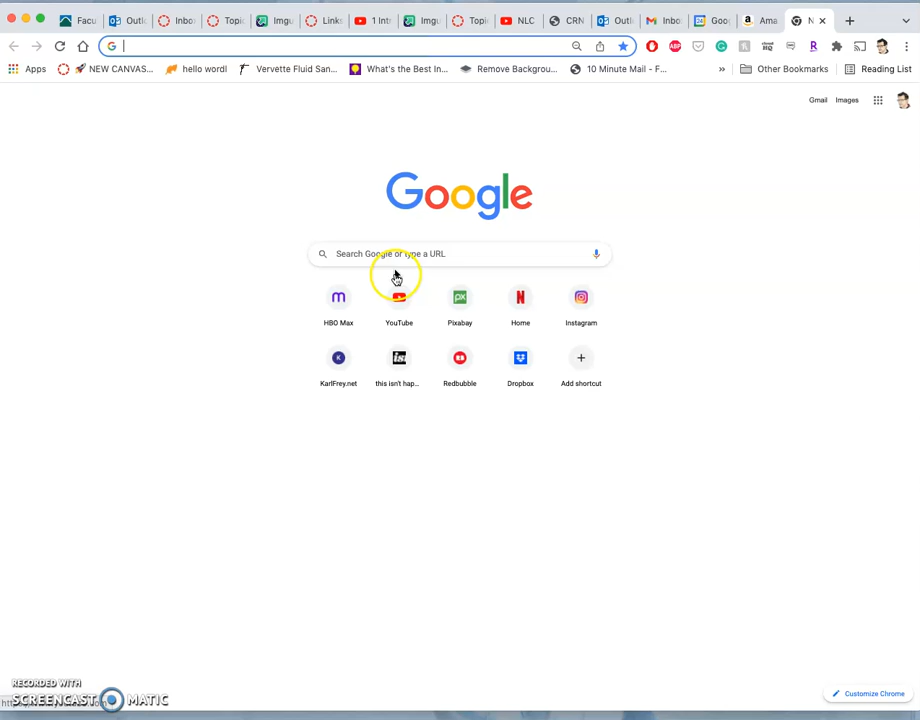 Facu Outl Inbo Topi Imgu Links 1 Int Imgu Topi NLC CRN Outl Inbo Goo Ama N
Apps NEW CANVAS... hello wordl Vervette Fluid San... What's the Best In... Remove Backgrou... 10 Minute Mail - F... » Other Bookmarks Reading List
Gmail Images
Google
Search Google or type a URL
HBO Max YouTube Pixabay Home Instagram
KarlFrey.net this isn't hap... Redbubble Dropbox Add shortcut
Customize Chrome
RECORDED WITH
SCREENCAST MATIC